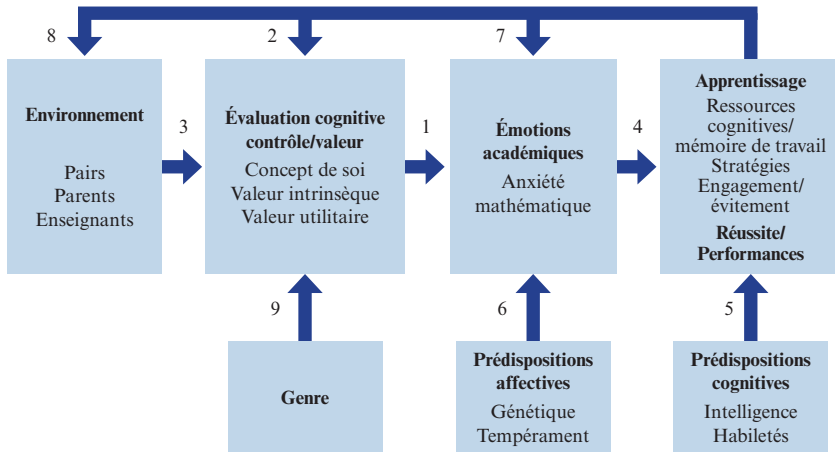 8
2
7
Environnement
Pairs
Parents
Enseignants
3
Évaluation cognitive
contrôle/valeur
Concept de soi
Valeur intrinsèque
Valeur utilitaire
1
Émotions
académiques
Anxiété
mathématique
4
Apprentissage
Ressources
cognitives/
mémoire de travail
Stratégies
Engagement/
évitement
Réussite/
Performances
9
6
5
Genre
Prédispositions
affectives
Génétique
Tempérament
Prédispositions
cognitives
Intelligence
Habiletés